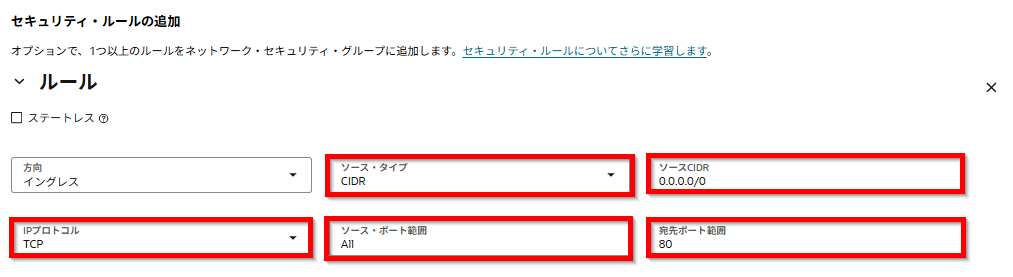 セキュリティ・ルールの追加
オプションで、1つ以上のルールをネットワーク・セキュリティ・グループに追加します。セキュリティ・ルールについてさらに学習します。
ルール
ステートレス
方向
イングレス
ソース・タイプ
CIDR
ソースCIDR
0.0.0.0/0
IPプロトコル
TCP
ソース・ポート範囲
All
宛先ポート範囲
80